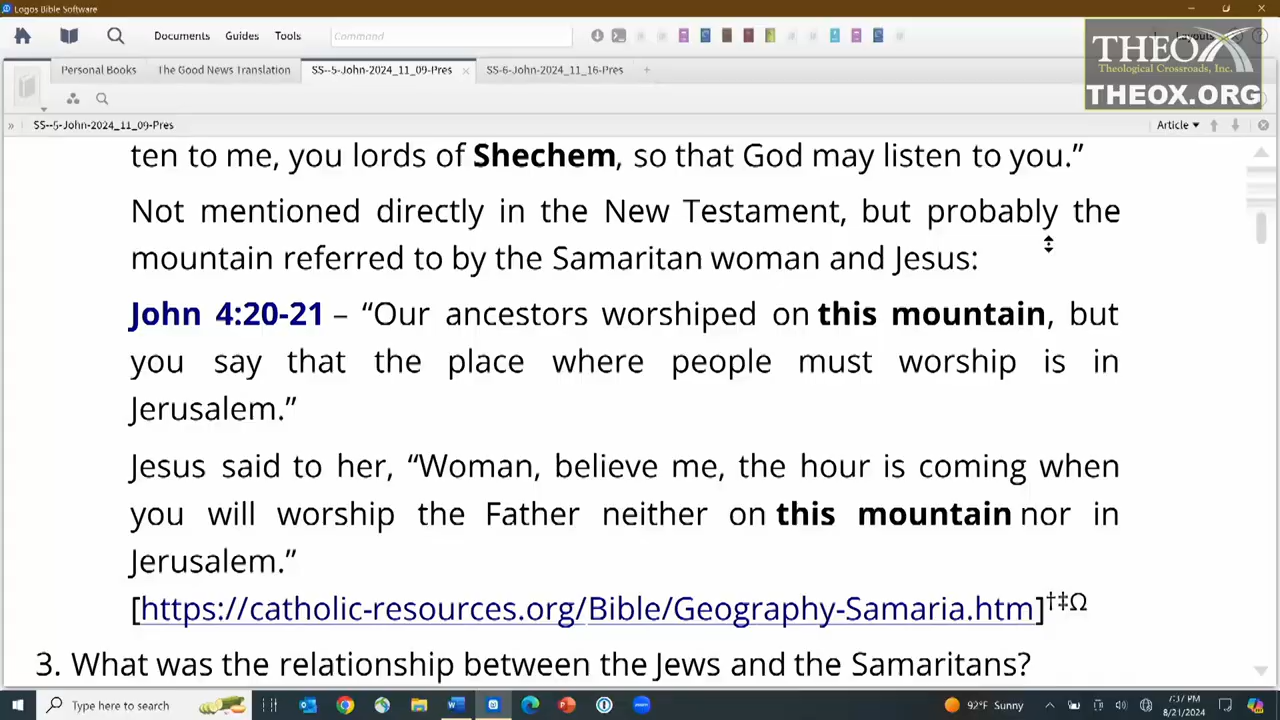 Logos Bible Software
Documents Guides Tools Command
THEOX
Theological Crossroads, Inc.
THEOX.ORG
Personal Books The Good News Translation SS--5-John-2024_11_09-Pres SS-6-John-2024_11_16-Pres
SS--5-John-2024_11_09-Pres Article
ten to me, you lords of Shechem, so that God may listen to you.”
Not mentioned directly in the New Testament, but probably the
mountain referred to by the Samaritan woman and Jesus:
John 4:20-21 – “Our ancestors worshiped on this mountain, but
you say that the place where people must worship is in
Jerusalem.”
Jesus said to her, “Woman, believe me, the hour is coming when
you will worship the Father neither on this mountain nor in
Jerusalem.”
[https://catholic-resources.org/Bible/Geography-Samaria.htm]†‡Ω
3. What was the relationship between the Jews and the Samaritans?
Type here to search
92°F Sunny
7:37 PM
8/21/2024